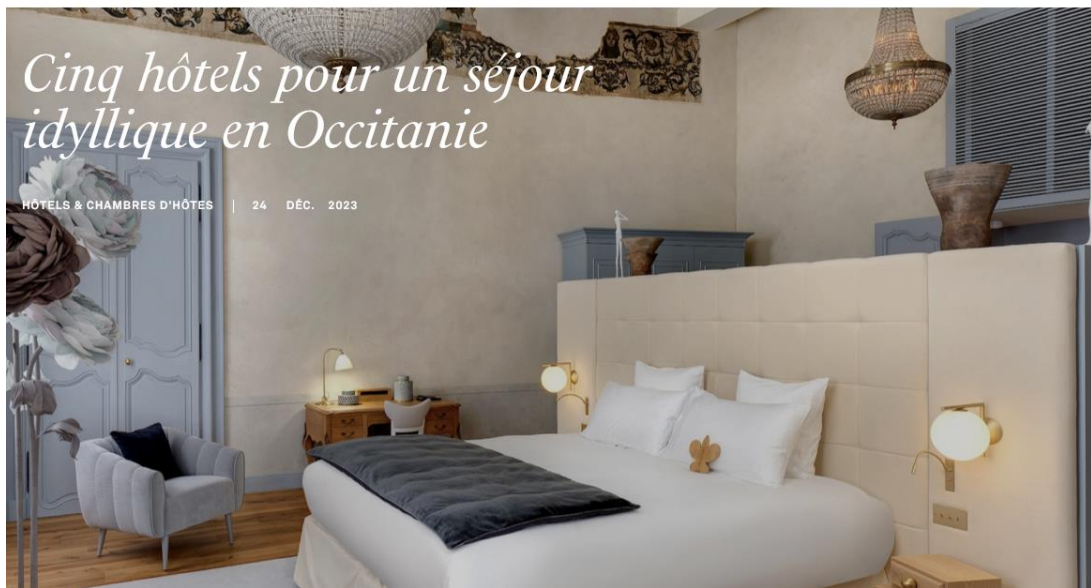 Cinq hôtels pour un séjour
idyllique en Occitanie
HÔTELS & CHAMBRES D'HÔTES | 24 DÉC. 2023